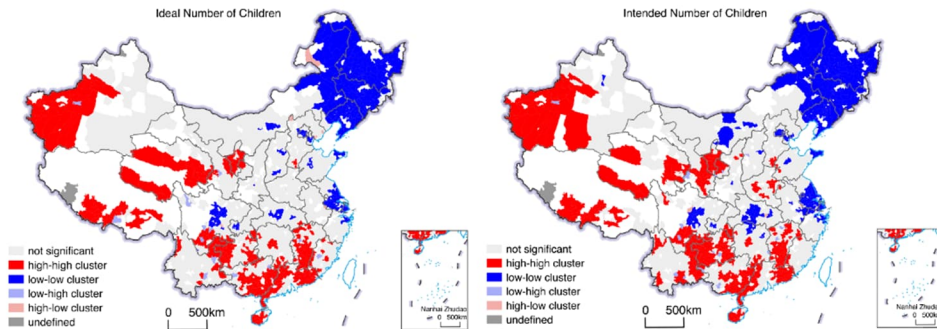 Ideal Number of Children
not significant
high-high cluster
low-low cluster
low-high cluster
high-low cluster
undefined
0 500km
Nanhai Zhudao
0 500km
Intended Number of Children
not significant
high-high cluster
low-low cluster
low-high cluster
high-low cluster
undefined
0 500km
Nanhai Zhudao
0 500km